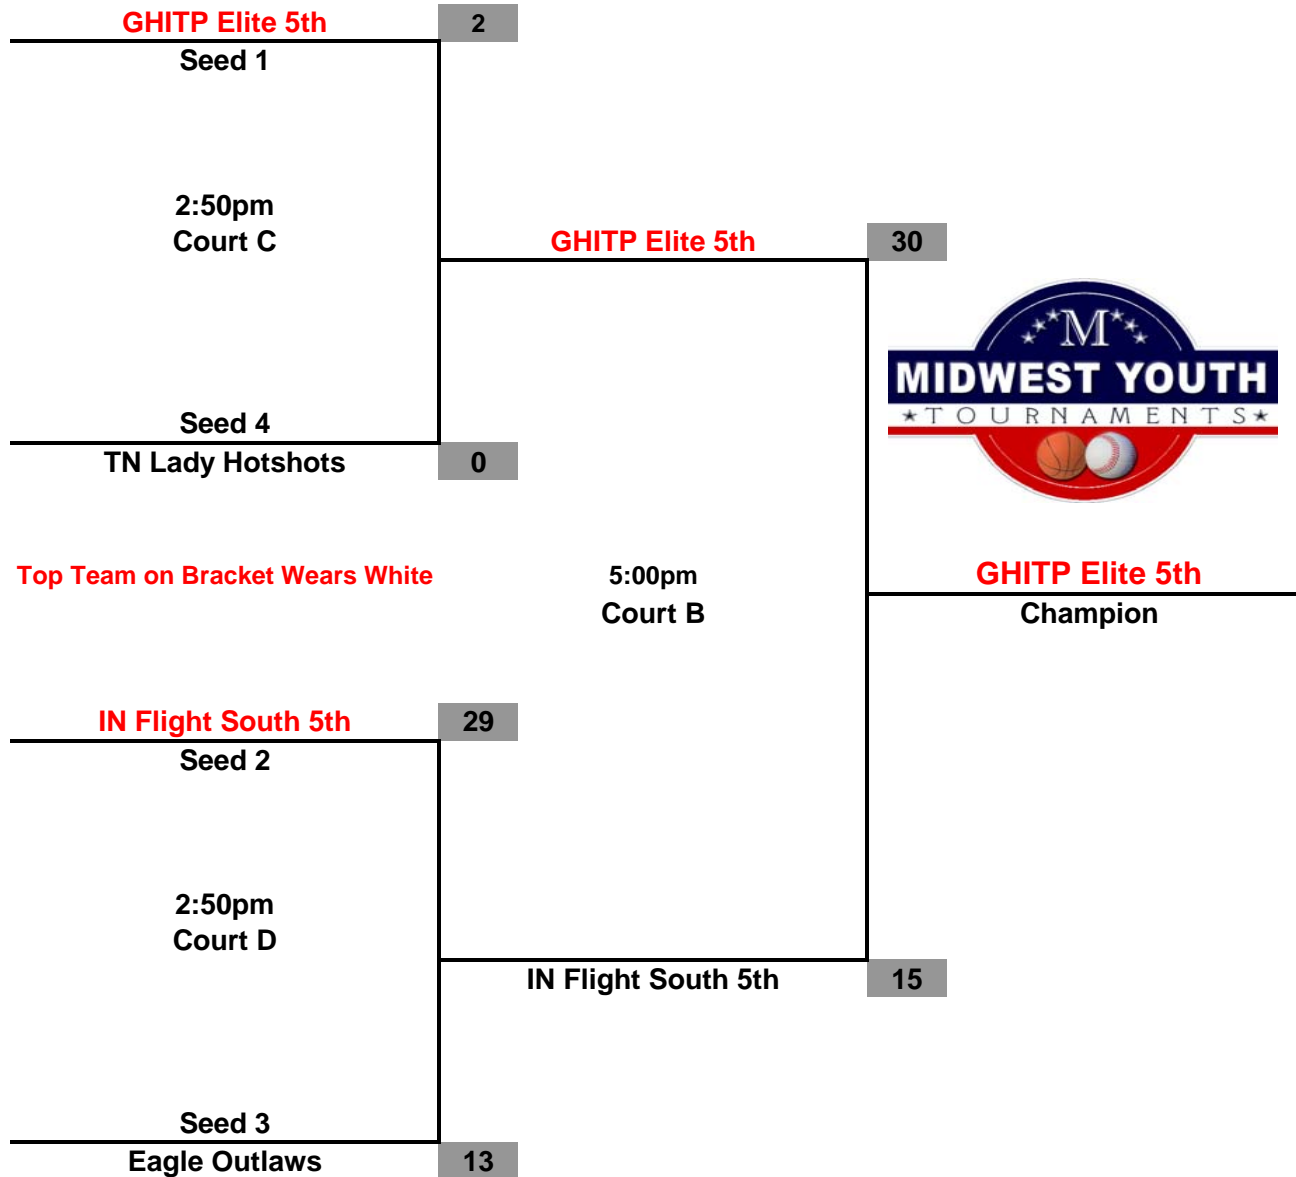 GHITP Elite 5th 2
Seed 1
2:50pm
Court C
GHITP Elite 5th 30
M
MIDWEST YOUTH
TOURNAMENTS
Seed 4
TN Lady Hotshots 0
Top Team on Bracket Wears White
5:00pm
Court B
GHITP Elite 5th
Champion
IN Flight South 5th 29
Seed 2
2:50pm
Court D
IN Flight South 5th 15
Seed 3
Eagle Outlaws 13